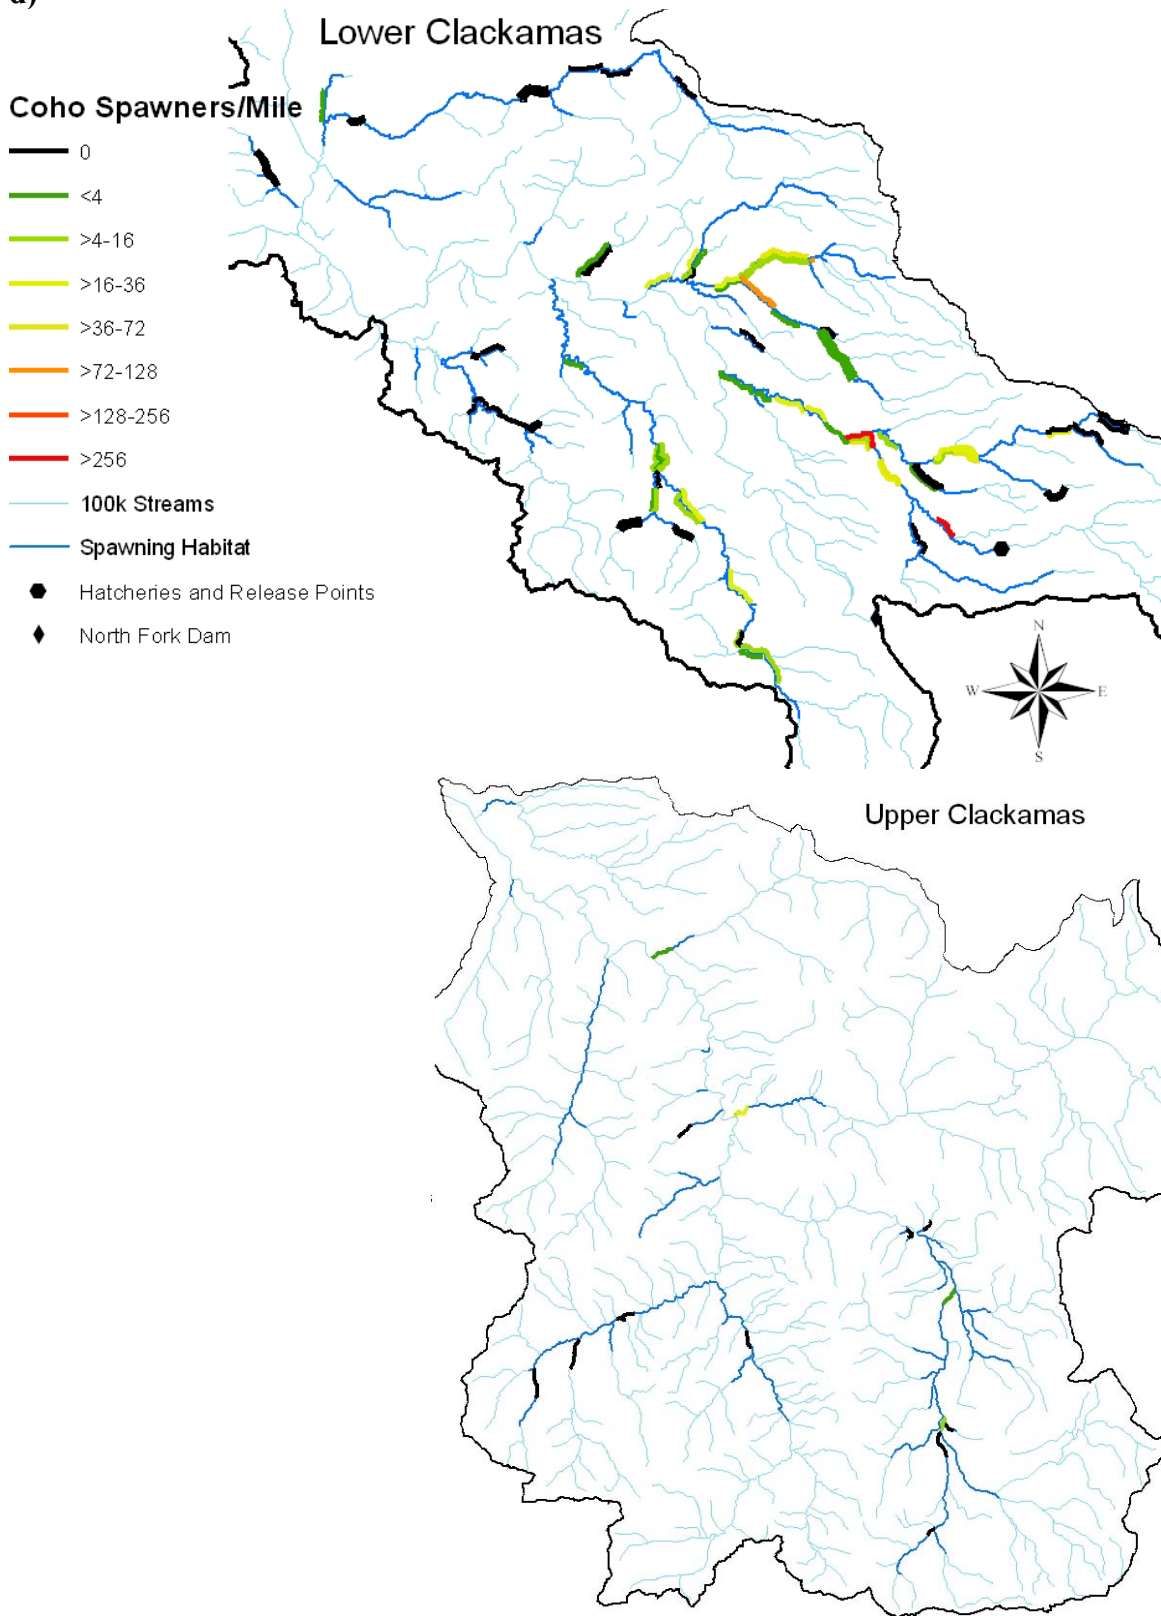 a)
Lower Clackamas
Coho Spawners/Mile
0
<4
>4-16
>16-36
>36-72
>72-128
>128-256
>256
100k Streams
Spawning Habitat
Hatcheries and Release Points
North Fork Dam
N
W E
S
Upper Clackamas